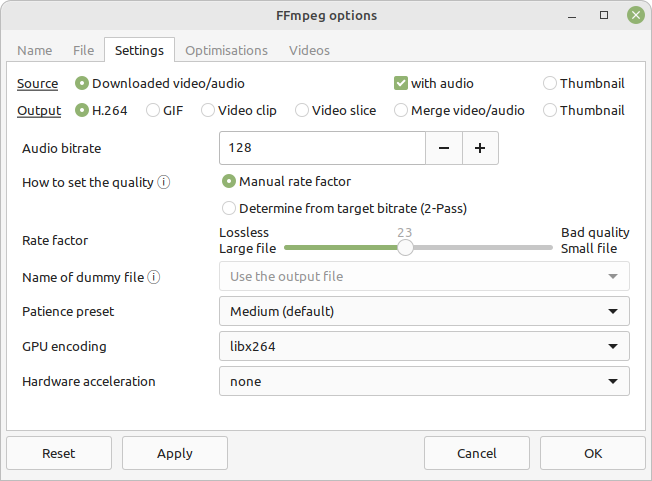 FFmpeg options
Name File Settings Optimisations Videos
Source Downloaded video/audio with audio Thumbnail
Output H.264 GIF Video clip Video slice Merge video/audio Thumbnail
Audio bitrate 128 − +
How to set the quality ⓘ Manual rate factor
Determine from target bitrate (2-Pass)
Rate factor Lossless Large file 23 Bad quality Small file
Name of dummy file ⓘ Use the output file
Patience preset Medium (default)
GPU encoding libx264
Hardware acceleration none
Reset Apply Cancel OK